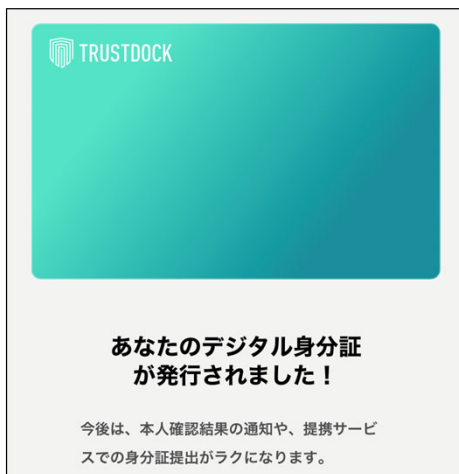 TRUSTDOCK
あなたのデジタル身分証
が発行されました！
今後は、本人確認結果の通知や、提携サービ
スでの身分証提出がラクになります。